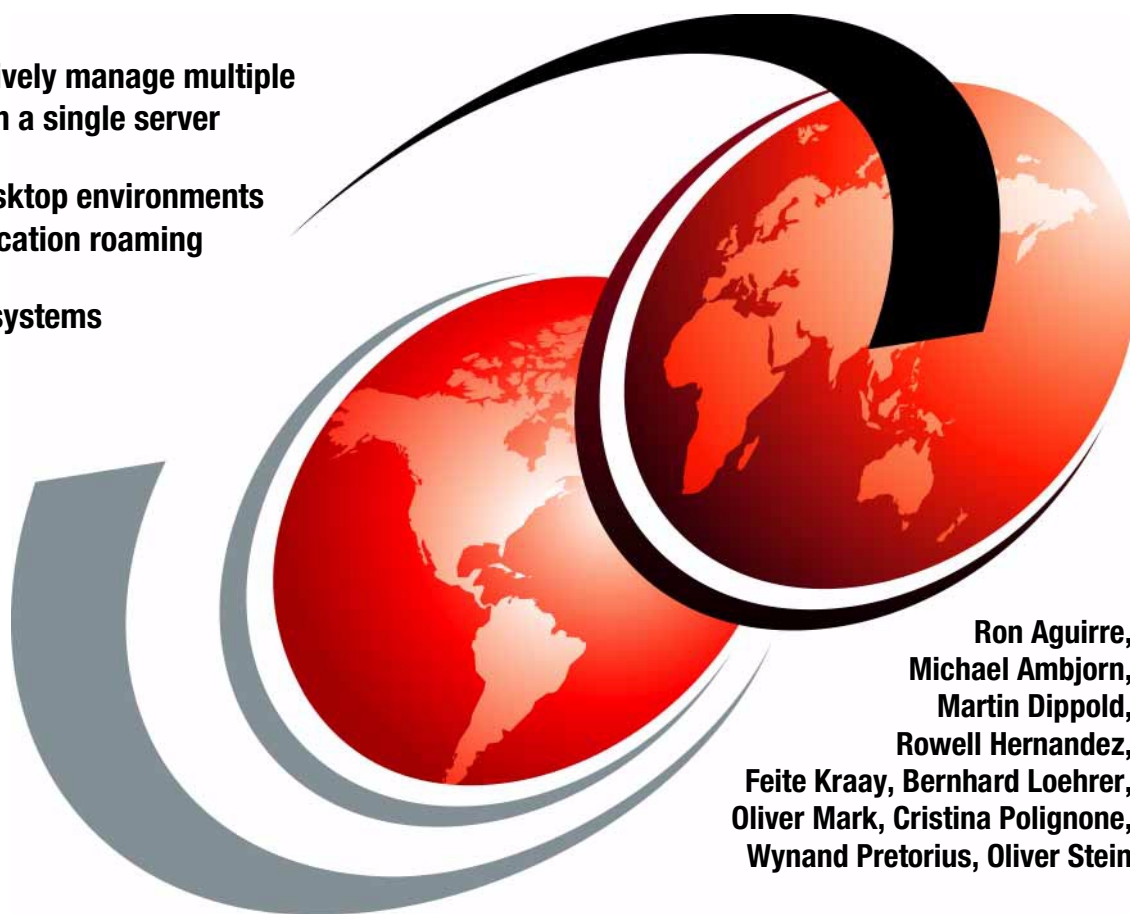 ively manage multiple
a single server
sktop environments
cation roaming
systems
Ron Aguirre,
Michael Ambjorn,
Martin Dippold,
Rowell Hernandez,
Feite Kraay, Bernhard Loehrer,
Oliver Mark, Cristina Polignone,
Wynand Pretorius, Oliver Stein